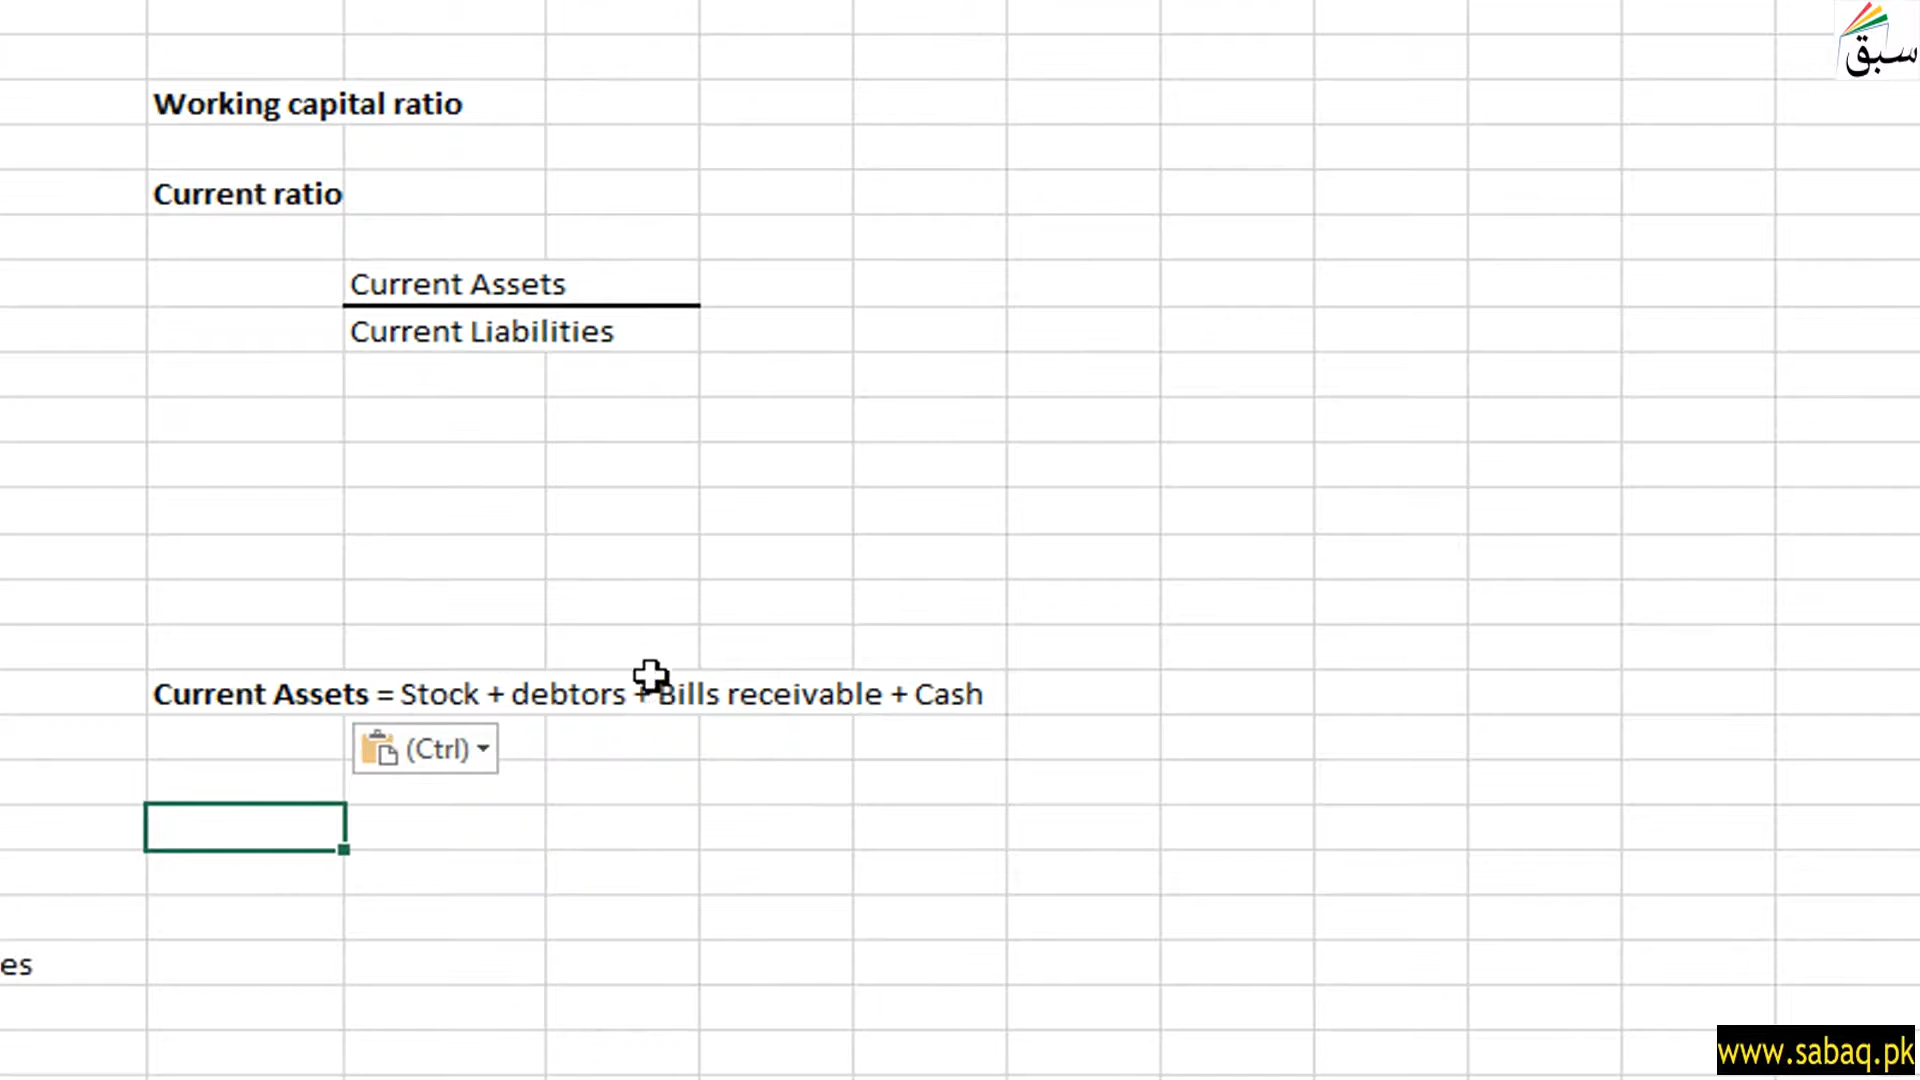 سبق
Working capital ratio
Current ratio
Current Assets
Current Liabilities
Current Assets = Stock + debtors + Bills receivable + Cash
(Ctrl)
es
www.sabaq.pk